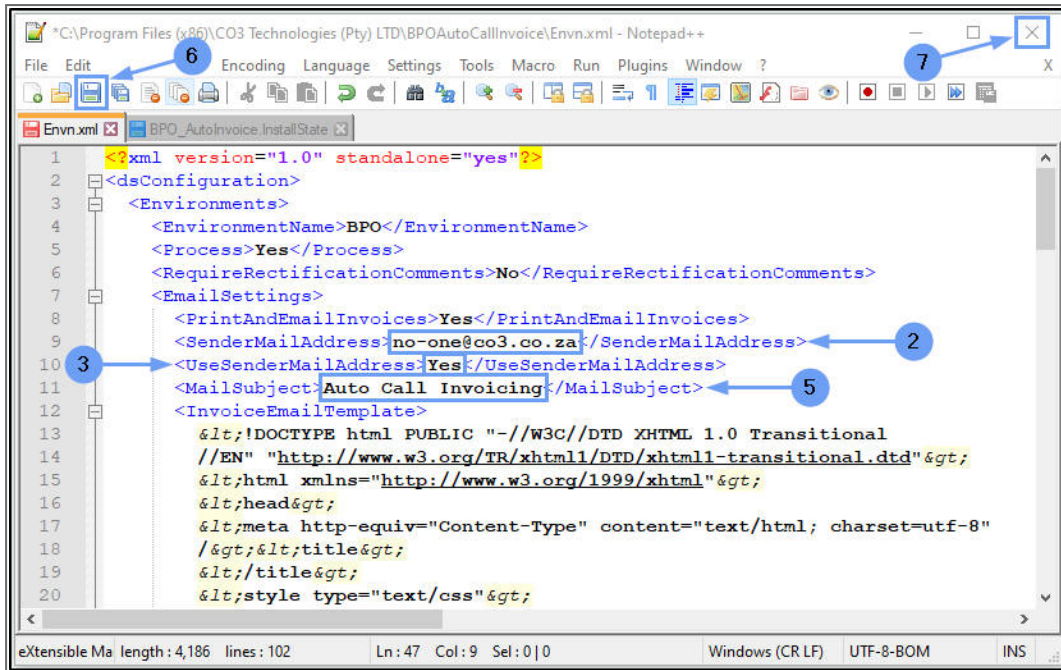 *C:\Program Files (x86)\CO3 Technologies (Pty) LTD\BPOAutoCallInvoice\Envn.xml - Notepad++
6
7
File Edit Encoding Language Settings Tools Macro Run Plugins Window ? X
Envn.xml BPO_AutoInvoice.InstallState
1 <?xml version="1.0" standalone="yes"?>
2 <dsConfiguration>
3 <Environments>
4 <EnvironmentName>BPO</EnvironmentName>
5 <Process>Yes</Process>
6 <RequireRectificationComments>No</RequireRectificationComments>
7 <EmailSettings>
8 <PrintAndEmailInvoices>Yes</PrintAndEmailInvoices>
9 <SenderMailAddress>no-one@co3.co.za</SenderMailAddress> 2
10 3 <UseSenderMailAddress>Yes</UseSenderMailAddress>
11 <MailSubject>Auto Call Invoicing</MailSubject> 5
12 <InvoiceEmailTemplate>
13 &lt;!DOCTYPE html PUBLIC "-//W3C//DTD XHTML 1.0 Transitional
14 //EN" "http://www.w3.org/TR/xhtml1/DTD/xhtml1-transitional.dtd"&gt;
15 &lt;html xmlns="http://www.w3.org/1999/xhtml"&gt;
16 &lt;head&gt;
17 &lt;meta http-equiv="Content-Type" content="text/html; charset=utf-8"
18 /&gt;&lt;title&gt;
19 &lt;/title&gt;
20 &lt;style type="text/css"&gt;
eXtensible Ma length : 4,186 lines : 102 Ln : 47 Col : 9 Sel : 0 | 0 Windows (CR LF) UTF-8-BOM INS